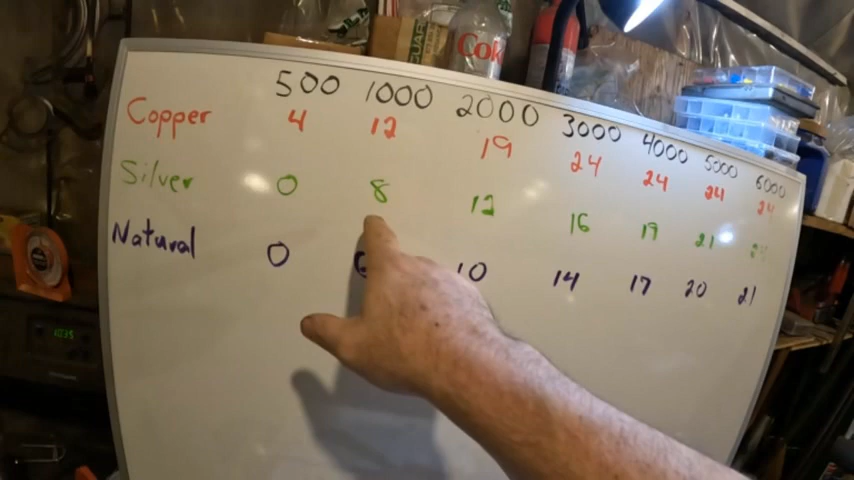 500 1000 2000 3000 4000 5000 6000
Copper 4 12 19 24 24 24 24
Silver 0 8 12 16 19 21
Natural 0 10 14 17 20 21
Coke